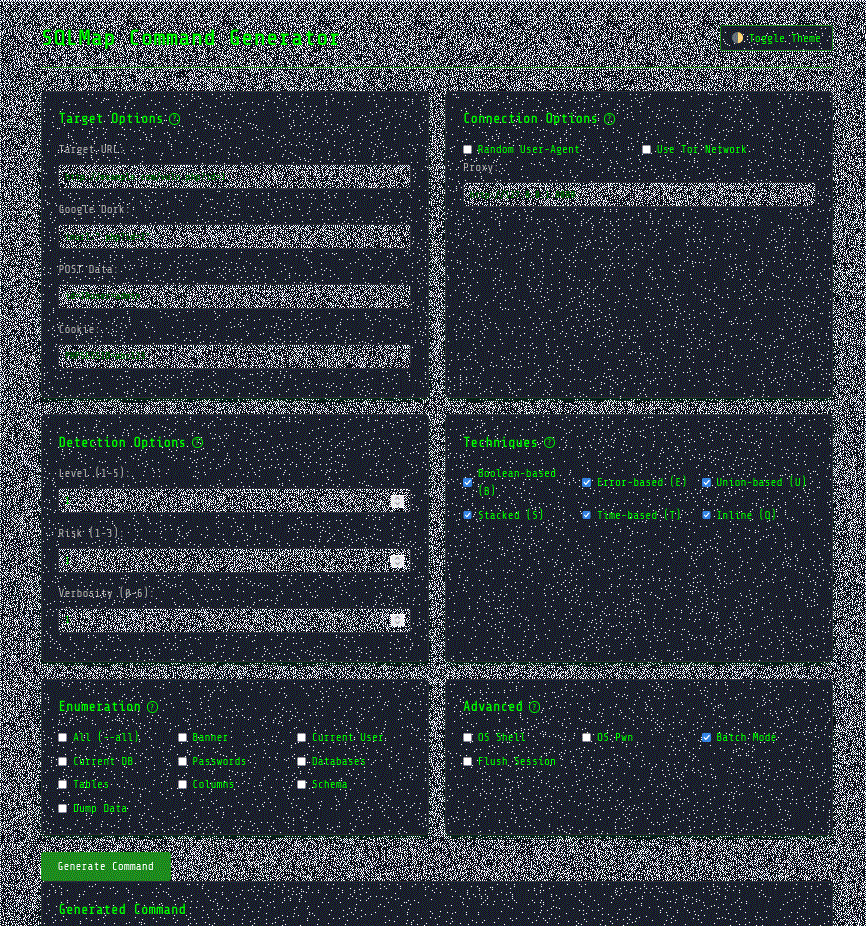 SQLMap Command Generator
Toggle Theme
Target Options ?
Target URL:
Google Dork:
POST Data:
Cookie:
Connection Options ?
Random User-Agent
Use Tor Network
Proxy:
Detection Options ?
Level (1-5):
Risk (1-3):
Verbosity (0-6):
Techniques ?
Boolean-based (B)
Error-based (E)
Union-based (U)
Stacked (S)
Time-based (T)
Inline (Q)
Enumeration ?
All (--all)
Banner
Current User
Current DB
Passwords
Databases
Tables
Columns
Schema
Dump Data
Advanced ?
OS Shell
OS Pwn
Batch Mode
Flush Session
Generate Command
Generated Command